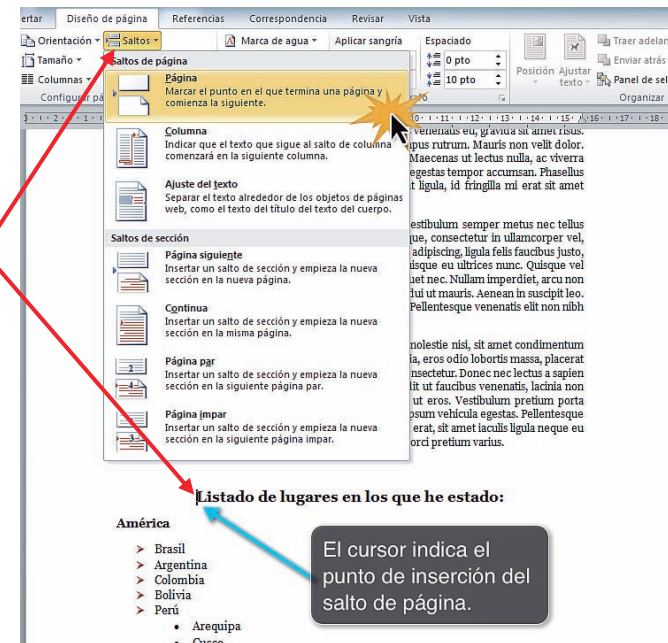 ertar Diseño de página Referencias Correspondencia Revisar Vista
Orientación Saltos Marca de agua Aplicar sangría Espaciado Traer adelan
Tamaño 0 pto Enviar atrás
Columnas 10 pto Posición Ajustar texto Panel de sel
Configurar pá Organizar
Saltos de página
Página
Marcar el punto en el que termina una página y
comienza la siguiente.
Columna
Indicar que el texto que sigue al salto de columna
comenzará en la siguiente columna.
Ajuste del texto
Separar el texto alrededor de los objetos de páginas
web, como el texto del título del texto del cuerpo.
Saltos de sección
Página siguiente
Insertar un salto de sección y empieza la nueva
sección en la nueva página.
Continua
Insertar un salto de sección y empieza la nueva
sección en la misma página.
Página par
Insertar un salto de sección y empieza la nueva
sección en la siguiente página par.
Página impar
Insertar un salto de sección y empieza la nueva
sección en la siguiente página impar.
venenatis eu, gravida sit amet risus.
pus rutrum. Mauris non velit dolor.
Maecenas ut lectus nulla, ac viverra
egestas tempor accumsan. Phasellus
t ligula, id fringilla mi erat sit amet
estibulum semper metus nec tellus
que, consectetur in ullamcorper vel,
adipiscing, ligula felis faucibus justo,
isque eu ultrices nunc. Quisque vel
uet nec. Nullam imperdiet, arcu non
dui ut mauris. Aenean in suscipit leo.
Pellentesque venenatis elit non nibh
molestie nisi, sit amet condimentum
ia, eros odio lobortis massa, placerat
nsectetur. Donec nec lectus a sapien
lit ut faucibus venenatis, lacinia non
ut eros. Vestibulum pretium porta
psum vehicula egestas. Pellentesque
erat, sit amet iaculis ligula neque eu
orci pretium varius.
Listado de lugares en los que he estado:
América
Brasil
Argentina
Colombia
Bolivia
Perú
Arequipa
Cusco
El cursor indica el
punto de inserción del
salto de página.